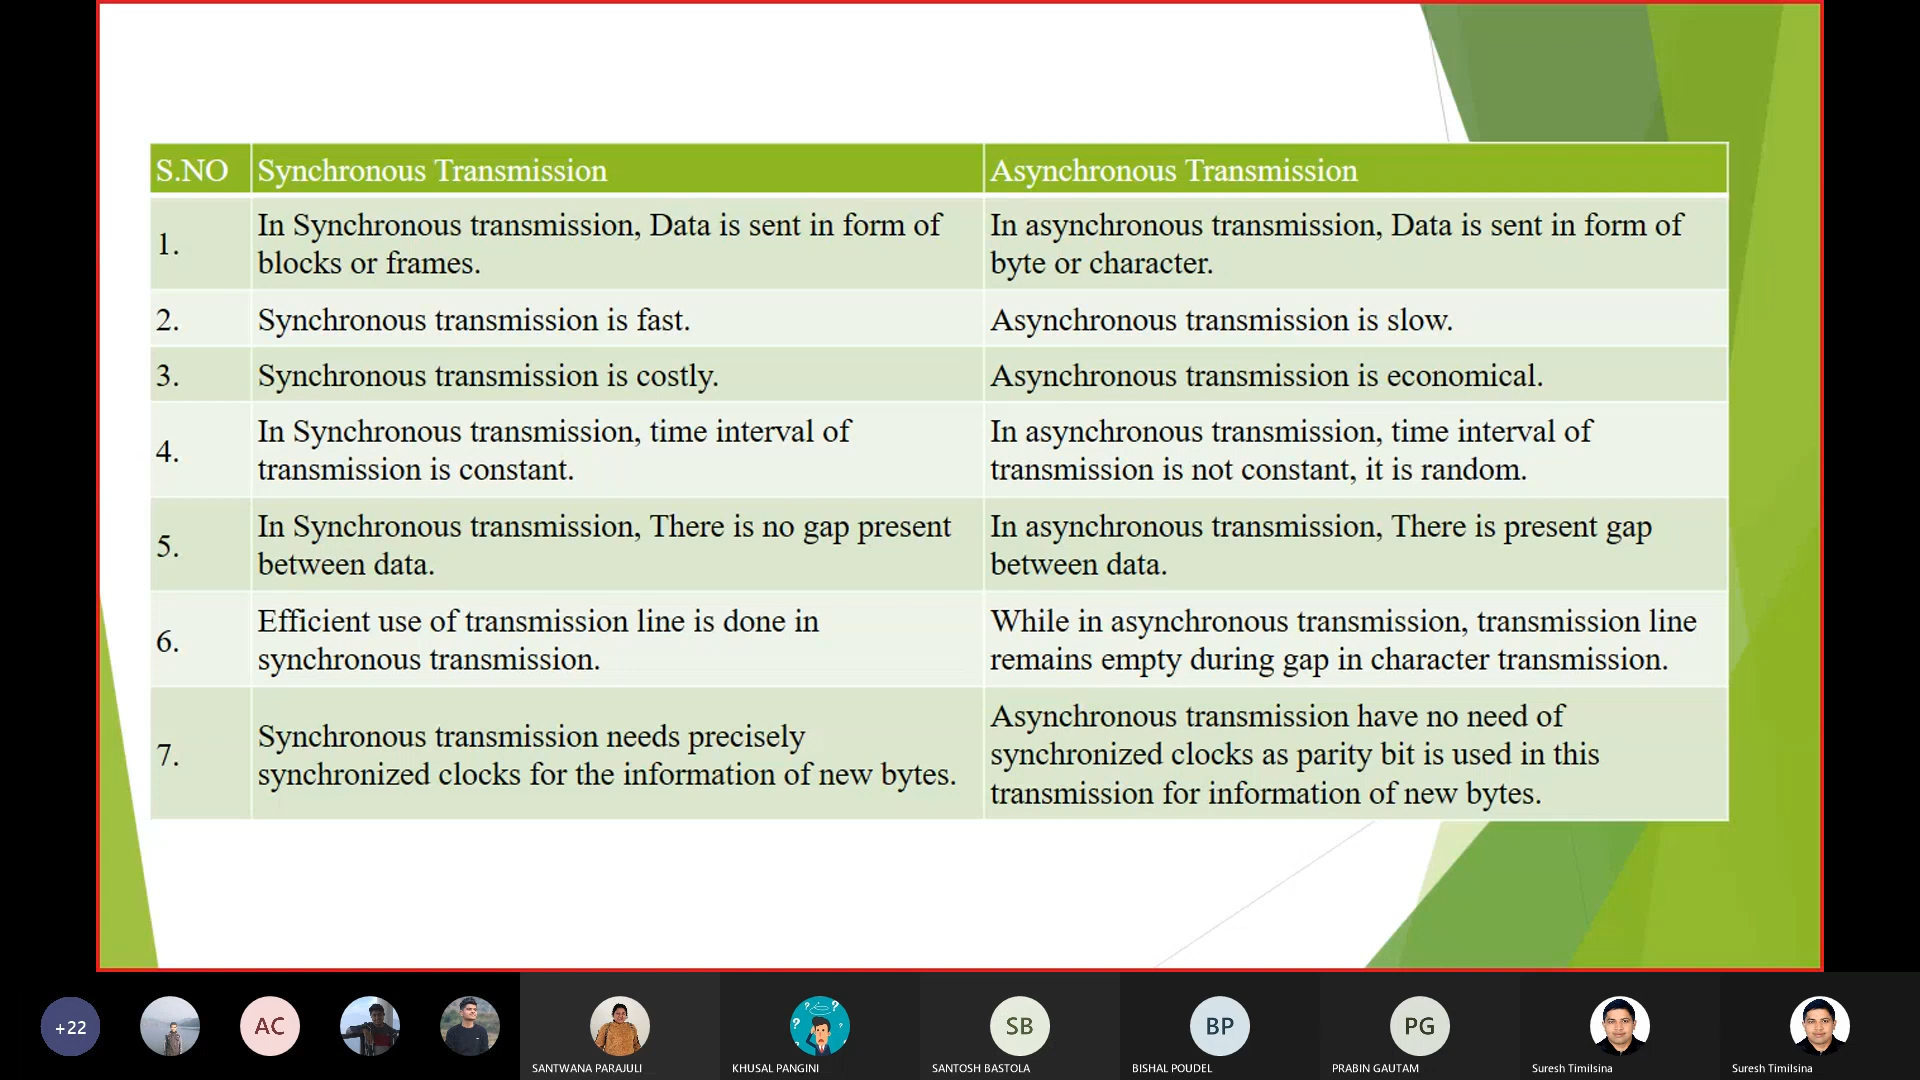 S.NO Synchronous Transmission Asynchronous Transmission
1.
In Synchronous transmission, Data is sent in form of
blocks or frames.
In asynchronous transmission, Data is sent in form of
byte or character.
2. Synchronous transmission is fast. Asynchronous transmission is slow.
3. Synchronous transmission is costly. Asynchronous transmission is economical.
4.
In Synchronous transmission, time interval of
transmission is constant.
In asynchronous transmission, time interval of
transmission is not constant, it is random.
5.
In Synchronous transmission, There is no gap present
between data.
In asynchronous transmission, There is present gap
between data.
6.
Efficient use of transmission line is done in
synchronous transmission.
While in asynchronous transmission, transmission line
remains empty during gap in character transmission.
7.
Synchronous transmission needs precisely
synchronized clocks for the information of new bytes.
Asynchronous transmission have no need of
synchronized clocks as parity bit is used in this
transmission for information of new bytes.
+22
AC
SB
BP
PG
SANTWANA PARAJULI
KHUSAL PANGINI
SANTOSH BASTOLA
BISHAL POUDEL
PRABIN GAUTAM
Suresh Timilsina
Suresh Timilsina